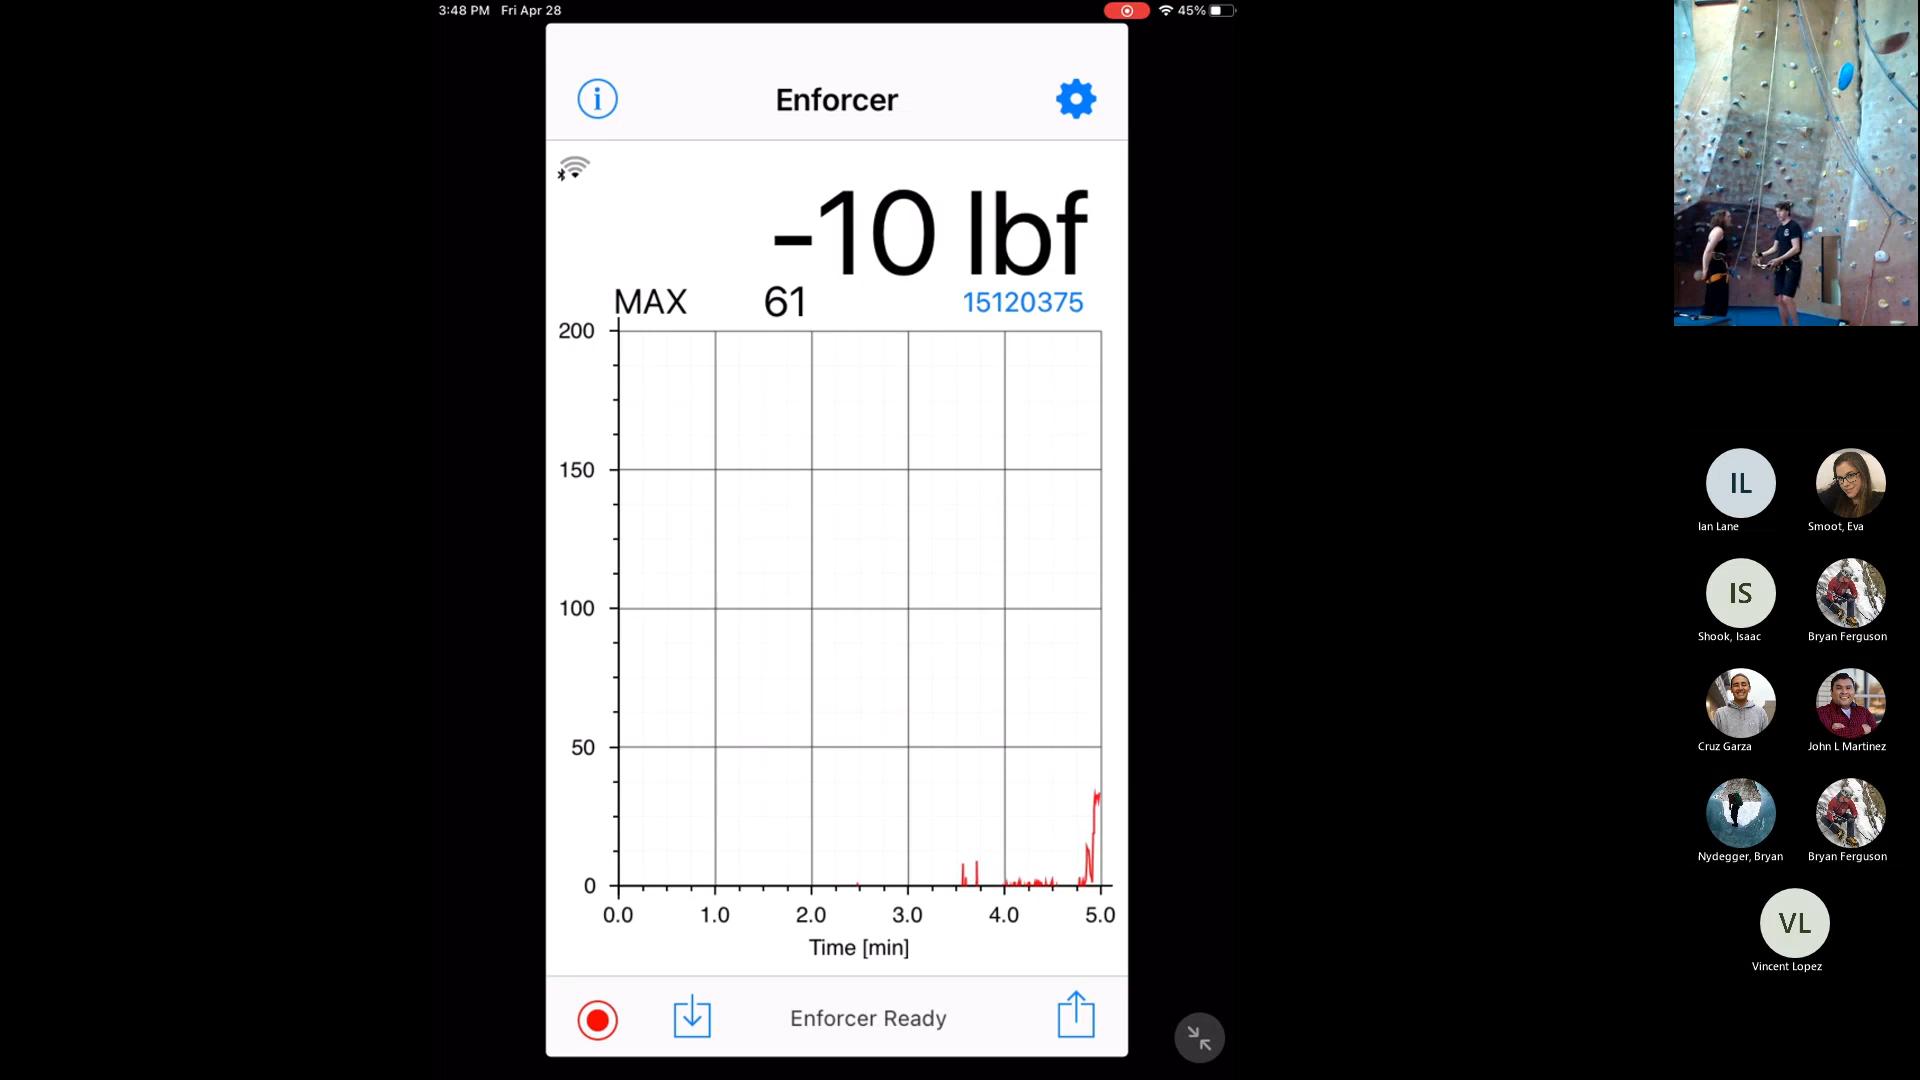 3:48 PM Fri Apr 28
45%
Enforcer
-10 lbf
MAX 61 15120375
200
150
100
50
0
0.0 1.0 2.0 3.0 4.0 5.0
Time [min]
Enforcer Ready
IL
Ian Lane
Smoot, Eva
IS
Shook, Isaac
Bryan Ferguson
Cruz Garza
John L Martinez
Nydegger, Bryan
Bryan Ferguson
VL
Vincent Lopez